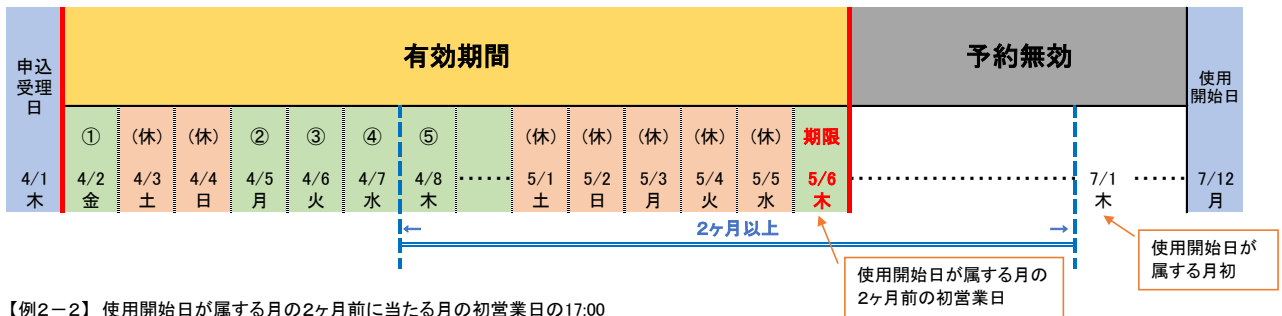 有効期間
予約無効
申込
受理
日
使用
開始日
① (休) (休) ② ③ ④ ⑤ (休) (休) (休) (休) (休) 期限
4/1 4/2 4/3 4/4 4/5 4/6 4/7 4/8 ⋯⋯ 5/1 5/2 5/3 5/4 5/5 5/6 ⋯⋯⋯⋯⋯⋯⋯⋯ 7/1 ⋯⋯ 7/12
木 金 土 日 月 火 水 木 土 日 月 火 水 木 木 月
← 2ヶ月以上 →
使用開始日が
属する月初
使用開始日が属する月の
2ヶ月前の初営業日
【例2-2】 使用開始日が属する月の2ヶ月前に当たる月の初営業日の17:00